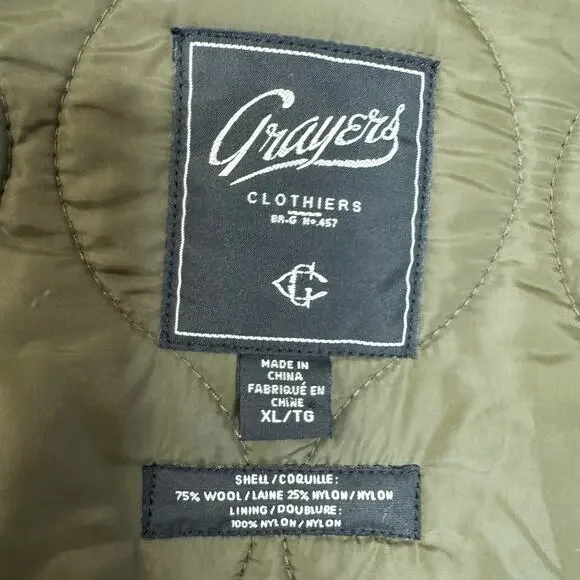 Grayers
CLOTHIERS
BR.G No.457
MADE IN
CHINA
FABRIQUÉ EN
CHINE
XL/TG
SHELL/COQUILLE:
75% WOOL/LAINE 25% NYLON/NYLON
LINING/DOUBLURE:
100% NYLON/NYLON